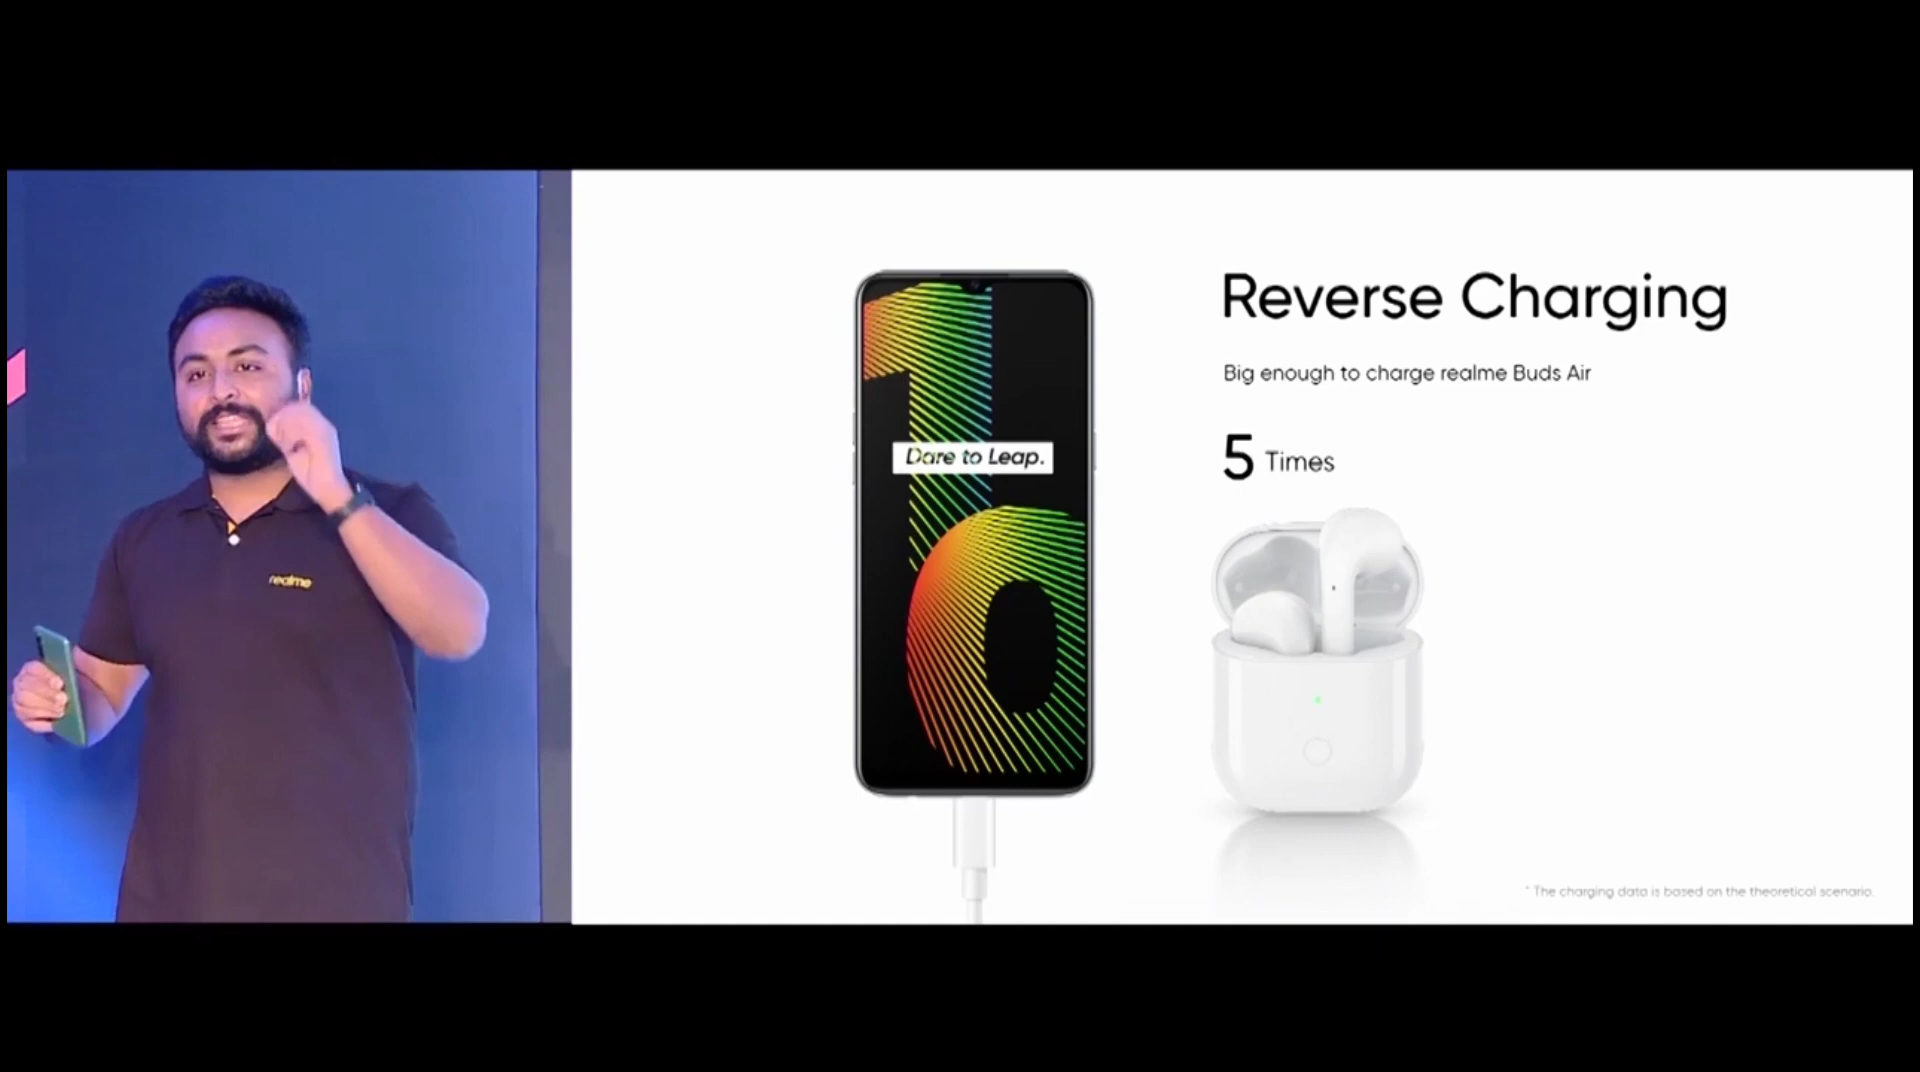 realme
Dare to Leap.
Reverse Charging
Big enough to charge realme Buds Air
5 Times
* The charging data is based on the theoretical scenario.